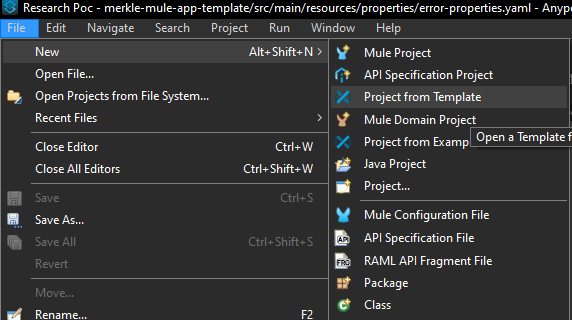 Research Poc - merkle-mule-app-template/src/main/resources/properties/error-properties.yaml - Anypo
File Edit Navigate Search Project Run Window Help
New Alt+Shift+N
Open File...
Open Projects from File System...
Recent Files
Close Editor Ctrl+W
Close All Editors Ctrl+Shift+W
Save Ctrl+S
Save As...
Save All Ctrl+Shift+S
Revert
Move...
Rename... F2
Mule Project
API Specification Project
Project from Template
Mule Domain Project
Project from Examp
Open a Template f
Java Project
Project...
Mule Configuration File
API Specification File
RAML API Fragment File
Package
Class